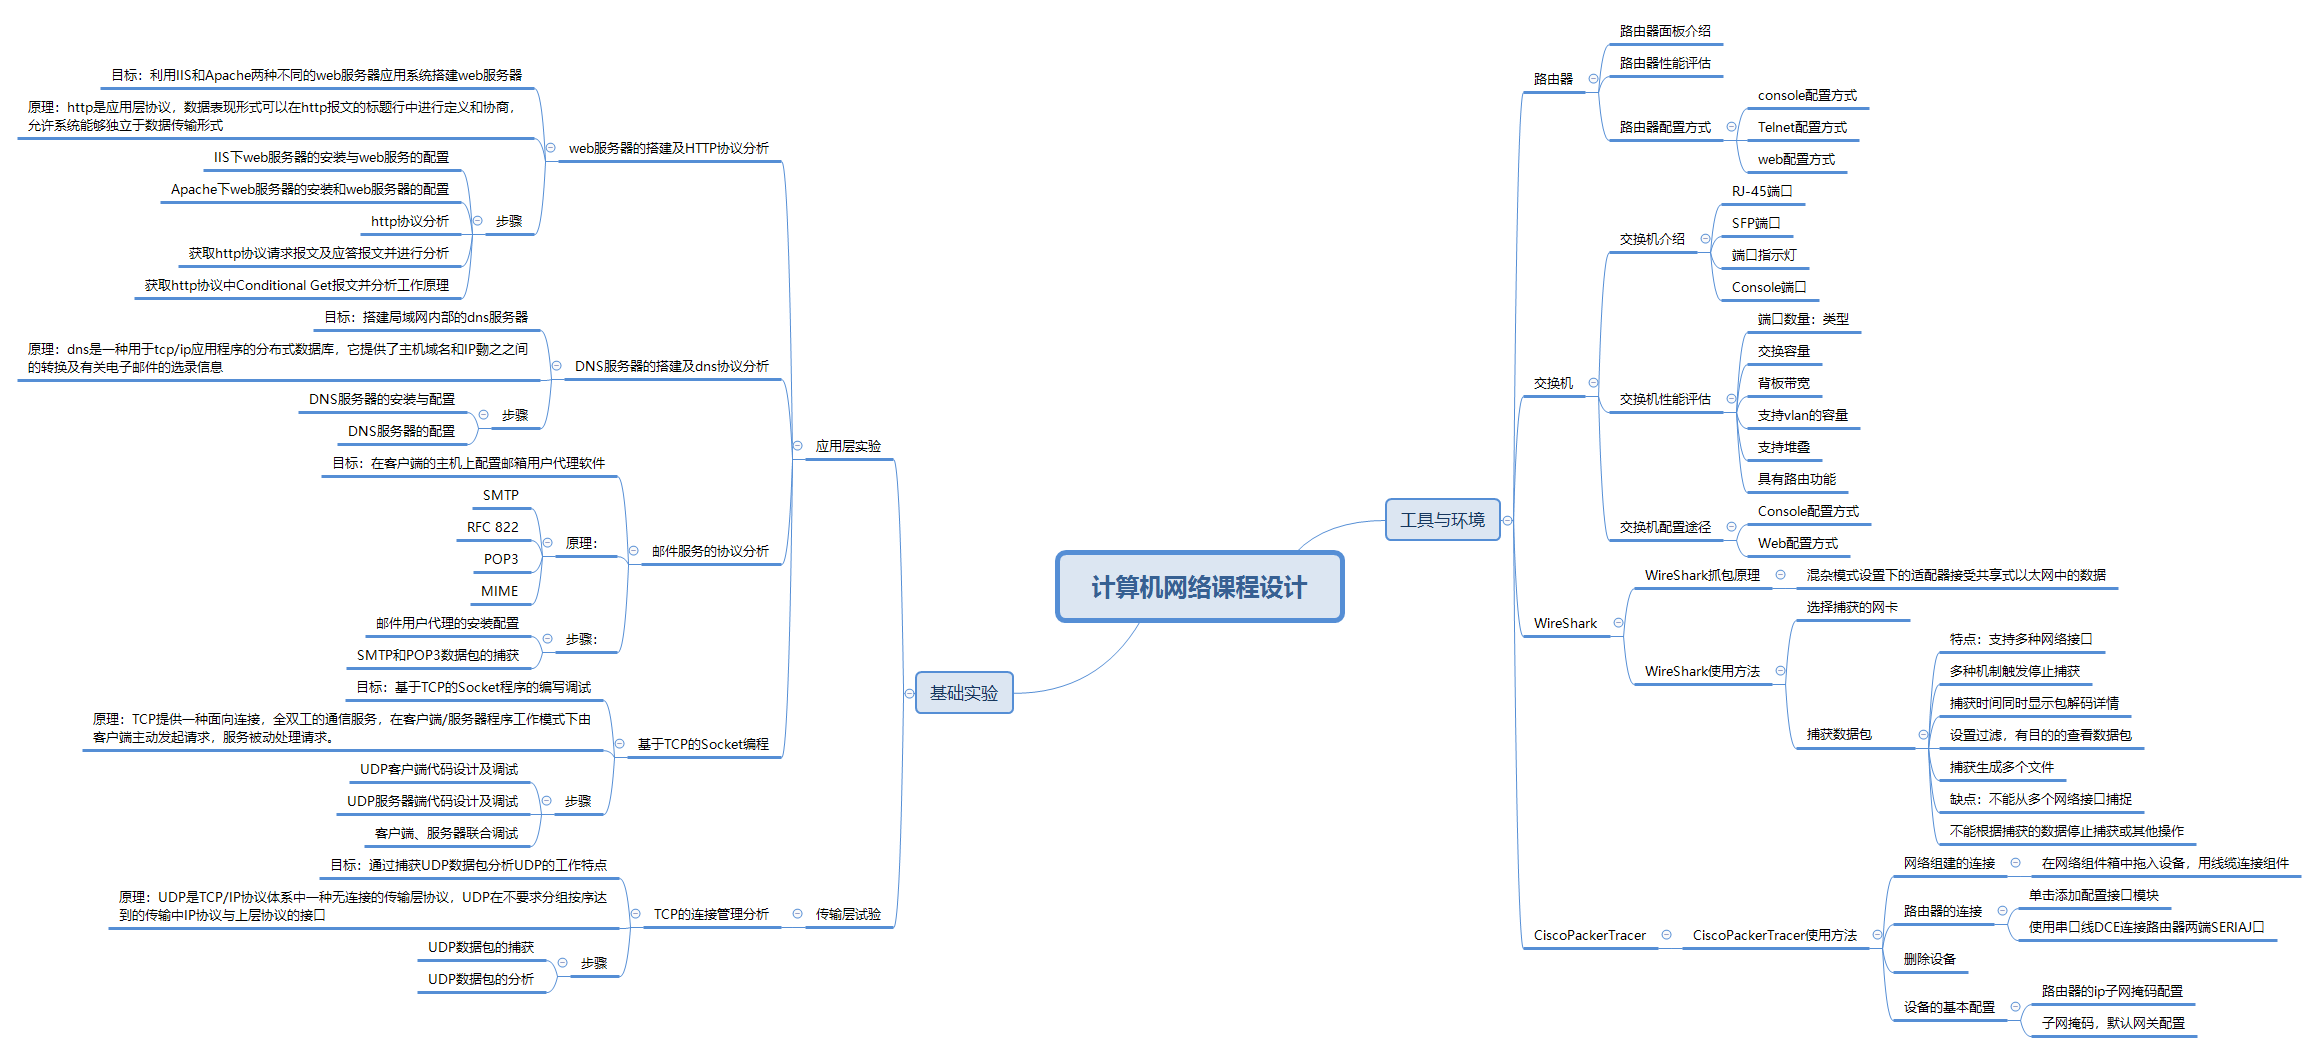 计算机网络课程设计
工具与环境
路由器
路由器面板介绍
路由器性能评估
路由器配置方式
console配置方式
Telnet配置方式
web配置方式
交换机
交换机介绍
RJ-45端口
SFP端口
端口指示灯
Console端口
交换机性能评估
端口数量：类型
交换容量
背板带宽
支持vlan的容量
支持堆叠
具有路由功能
交换机配置途径
Console配置方式
Web配置方式
WireShark
WireShark抓包原理
混杂模式设置下的适配器接受共享式以太网中的数据
WireShark使用方法
选择捕获的网卡
捕获数据包
特点：支持多种网络接口
多种机制触发停止捕获
捕获时间同时显示包解码详情
设置过滤，有目的的查看数据包
捕获生成多个文件
缺点：不能从多个网络接口捕捉
不能根据捕获的数据停止捕获或其他操作
CiscoPackerTracer
CiscoPackerTracer使用方法
网络组建的连接
在网络组件箱中拖入设备，用线缆连接组件
路由器的连接
单击添加配置接口模块
使用串口线DCE连接路由器两端SERIAJ口
删除设备
设备的基本配置
路由器的ip子网掩码配置
子网掩码，默认网关配置
基础实验
应用层实验
web服务器的搭建及HTTP协议分析
目标：利用IIS和Apache两种不同的web服务器应用系统搭建web服务器
原理：http是应用层协议，数据表现形式可以在http报文的标题行中进行定义和协商，
允许系统能够独立于数据传输形式
步骤
IIS下web服务器的安装与web服务的配置
Apache下web服务器的安装和web服务器的配置
http协议分析
获取http协议请求报文及应答报文并进行分析
获取http协议中Conditional Get报文并分析工作原理
DNS服务器的搭建及dns协议分析
目标：搭建局域网内部的dns服务器
原理：dns是一种用于tcp/ip应用程序的分布式数据库，它提供了主机域名和IP勠之之间
的转换及有关电子邮件的选录信息
步骤
DNS服务器的安装与配置
DNS服务器的配置
邮件服务的协议分析
目标：在客户端的主机上配置邮箱用户代理软件
原理：
SMTP
RFC 822
POP3
MIME
步骤：
邮件用户代理的安装配置
SMTP和POP3数据包的捕获
基于TCP的Socket编程
目标：基于TCP的Socket程序的编写调试
原理：TCP提供一种面向连接，全双工的通信服务，在客户端/服务器程序工作模式下由
客户端主动发起请求，服务被动处理请求。
步骤
UDP客户端代码设计及调试
UDP服务器端代码设计及调试
客户端、服务器联合调试
传输层试验
TCP的连接管理分析
目标：通过捕获UDP数据包分析UDP的工作特点
原理：UDP是TCP/IP协议体系中一种无连接的传输层协议，UDP在不要求分组按序达
到的传输中IP协议与上层协议的接口
步骤
UDP数据包的捕获
UDP数据包的分析